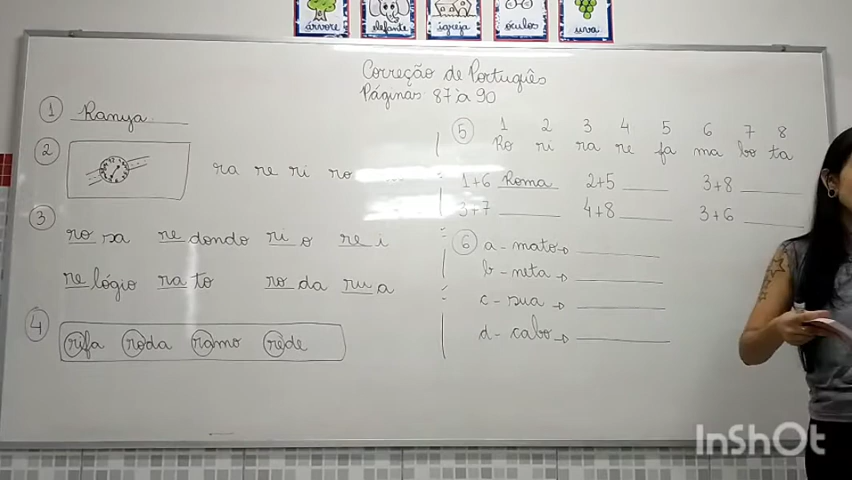 árvore elefante igreja óculos uva
Correção de Português
Páginas 87 à 90
1 Ranya.
2 ra re ri ro
3 ro sa re dondo ri o re i
re lógio ra to ro da ru a
4 rifa roda ramo rede
5 1 2 3 4 5 6 7 8
Ro ri ra re fa ma bo ta
1+6 Roma 2+5 ____ 3+8 ____
3+7 ____ 4+8 ____ 3+6 ____
6 a - mato → ____
b - neta → ____
c - sua → ____
d - cabo → ____
InShOt